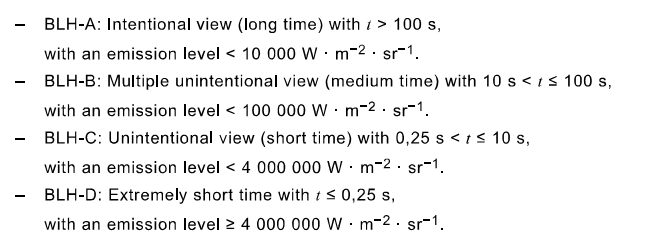 – BLH-A: Intentional view (long time) with t > 100 s,
with an emission level < 10 000 W · m⁻² · sr⁻¹.
– BLH-B: Multiple unintentional view (medium time) with 10 s < t ≤ 100 s,
with an emission level < 100 000 W · m⁻² · sr⁻¹.
– BLH-C: Unintentional view (short time) with 0,25 s < t ≤ 10 s,
with an emission level < 4 000 000 W · m⁻² · sr⁻¹.
– BLH-D: Extremely short time with t ≤ 0,25 s,
with an emission level ≥ 4 000 000 W · m⁻² · sr⁻¹.